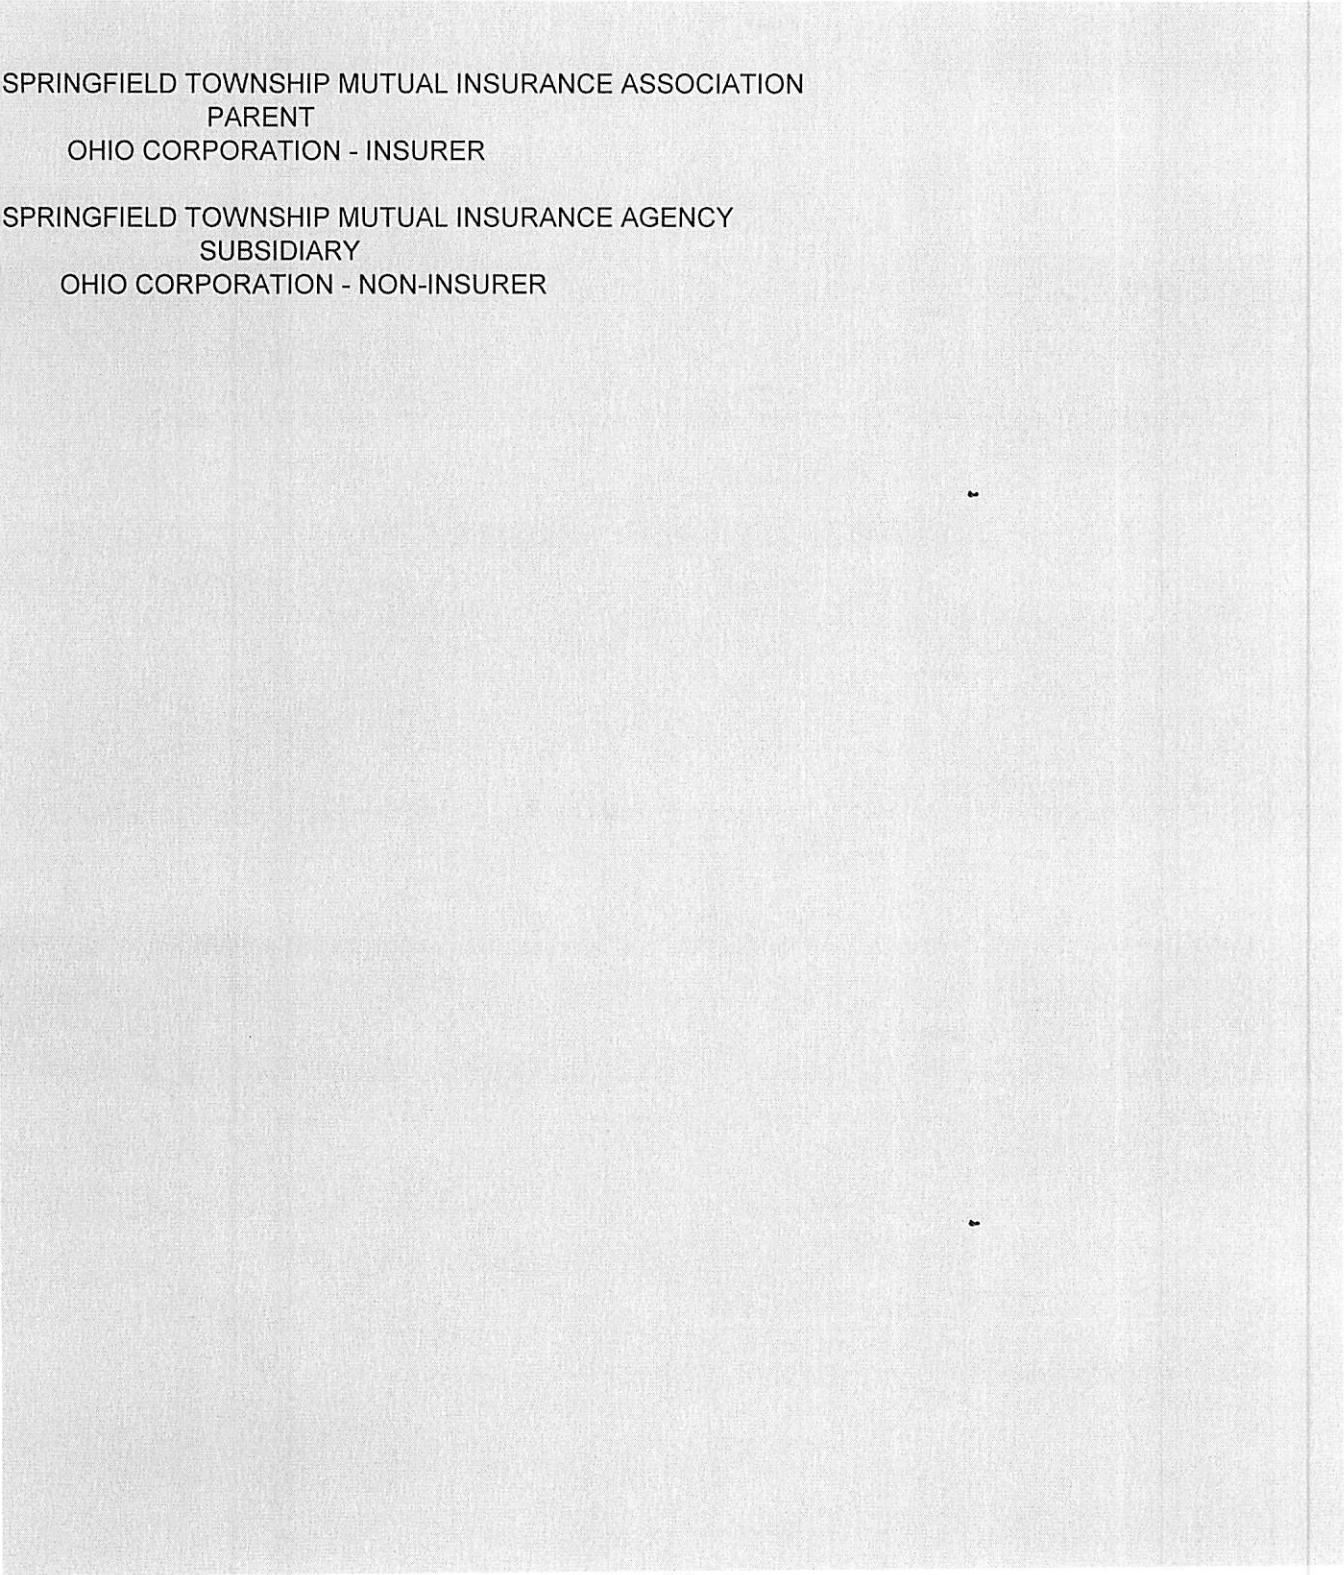 SPRINGFIELD TOWNSHIP MUTUAL INSURANCE ASSOCIATION
PARENT
OHIO CORPORATION - INSURER
SPRINGFIELD TOWNSHIP MUTUAL INSURANCE AGENCY
SUBSIDIARY
OHIO CORPORATION - NON-INSURER